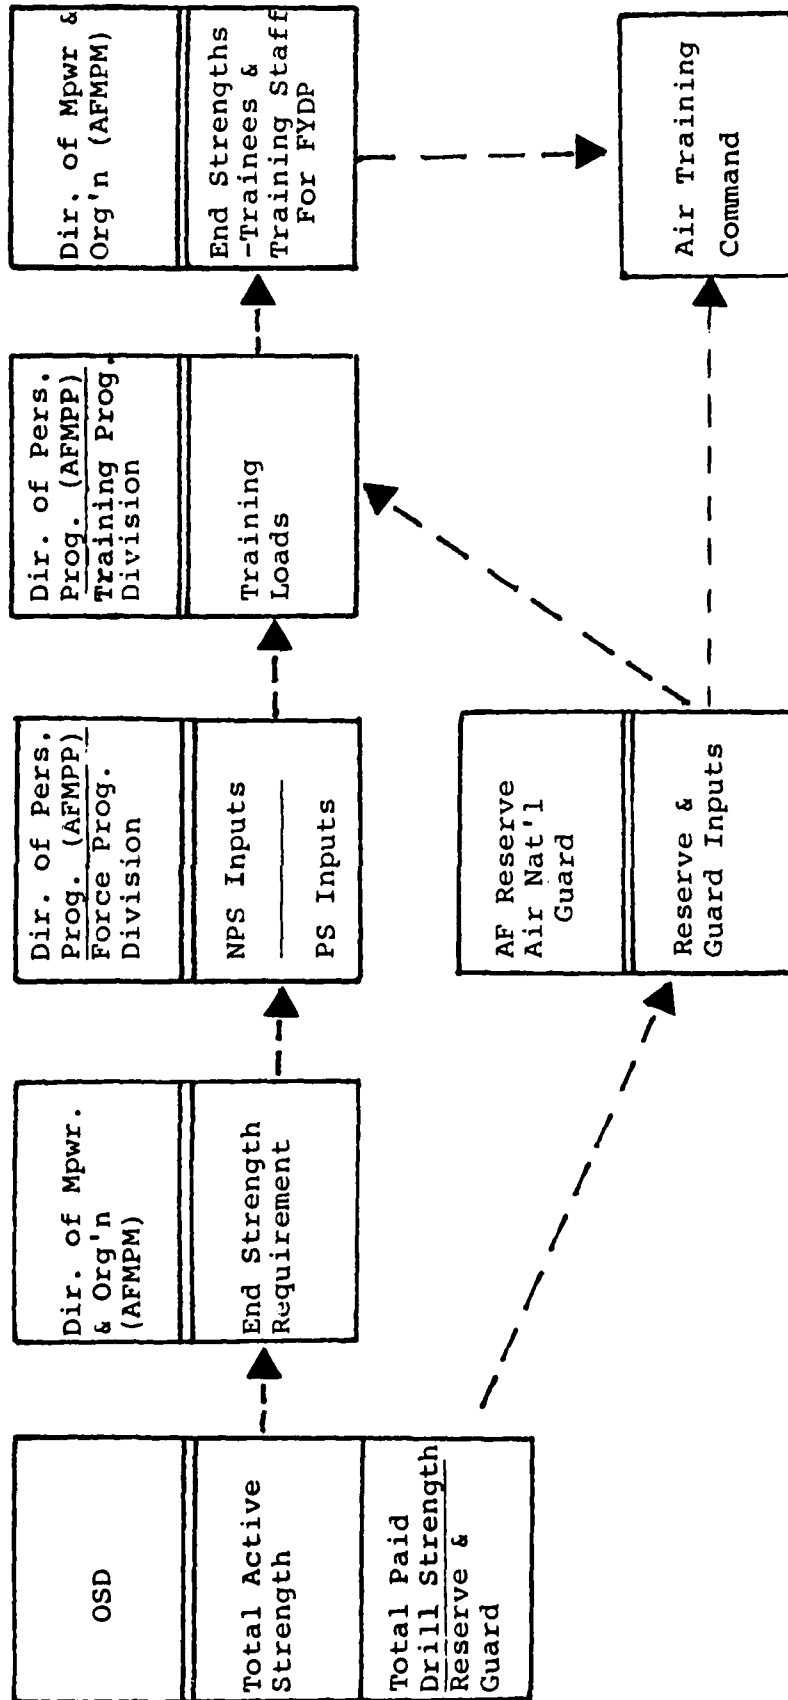 OSD
Total Active
Strength
Total Paid
Drill Strength
Reserve &
Guard
Dir. of Mpwr.
& Org'n
(AFMPM)
End Strength
Requirement
Dir. of Pers.
Prog. (AFMPP)
Force Prog.
Division
NPS Inputs
PS Inputs
Dir. of Pers.
Prog. (AFMPP)
Training Prog.
Division
Training
Loads
Dir. of Mpwr &
Org'n (AFMPM)
End Strengths
-Trainees &
Training Staff
For FYDP
AF Reserve
Air Nat'l
Guard
Reserve &
Guard Inputs
Air Training
Command